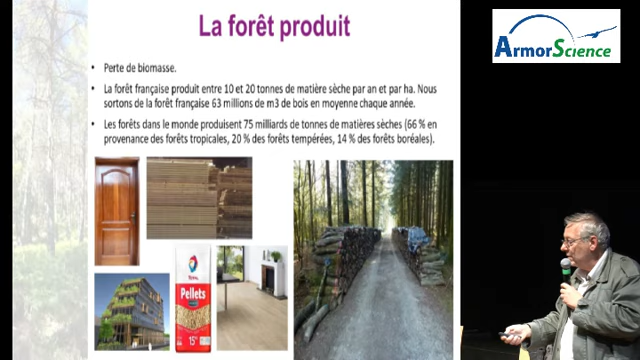 La forêt produit
ArmorScience
• Perte de biomasse.
• La forêt française produit entre 10 et 20 tonnes de matière sèche par an et par ha. Nous
sortons de la forêt française 63 millions de m3 de bois en moyenne chaque année.
• Les forêts dans le monde produisent 75 milliards de tonnes de matières sèches (66 % en
provenance des forêts tropicales, 20 % des forêts tempérées, 14 % des forêts boréales).
Pellets
15